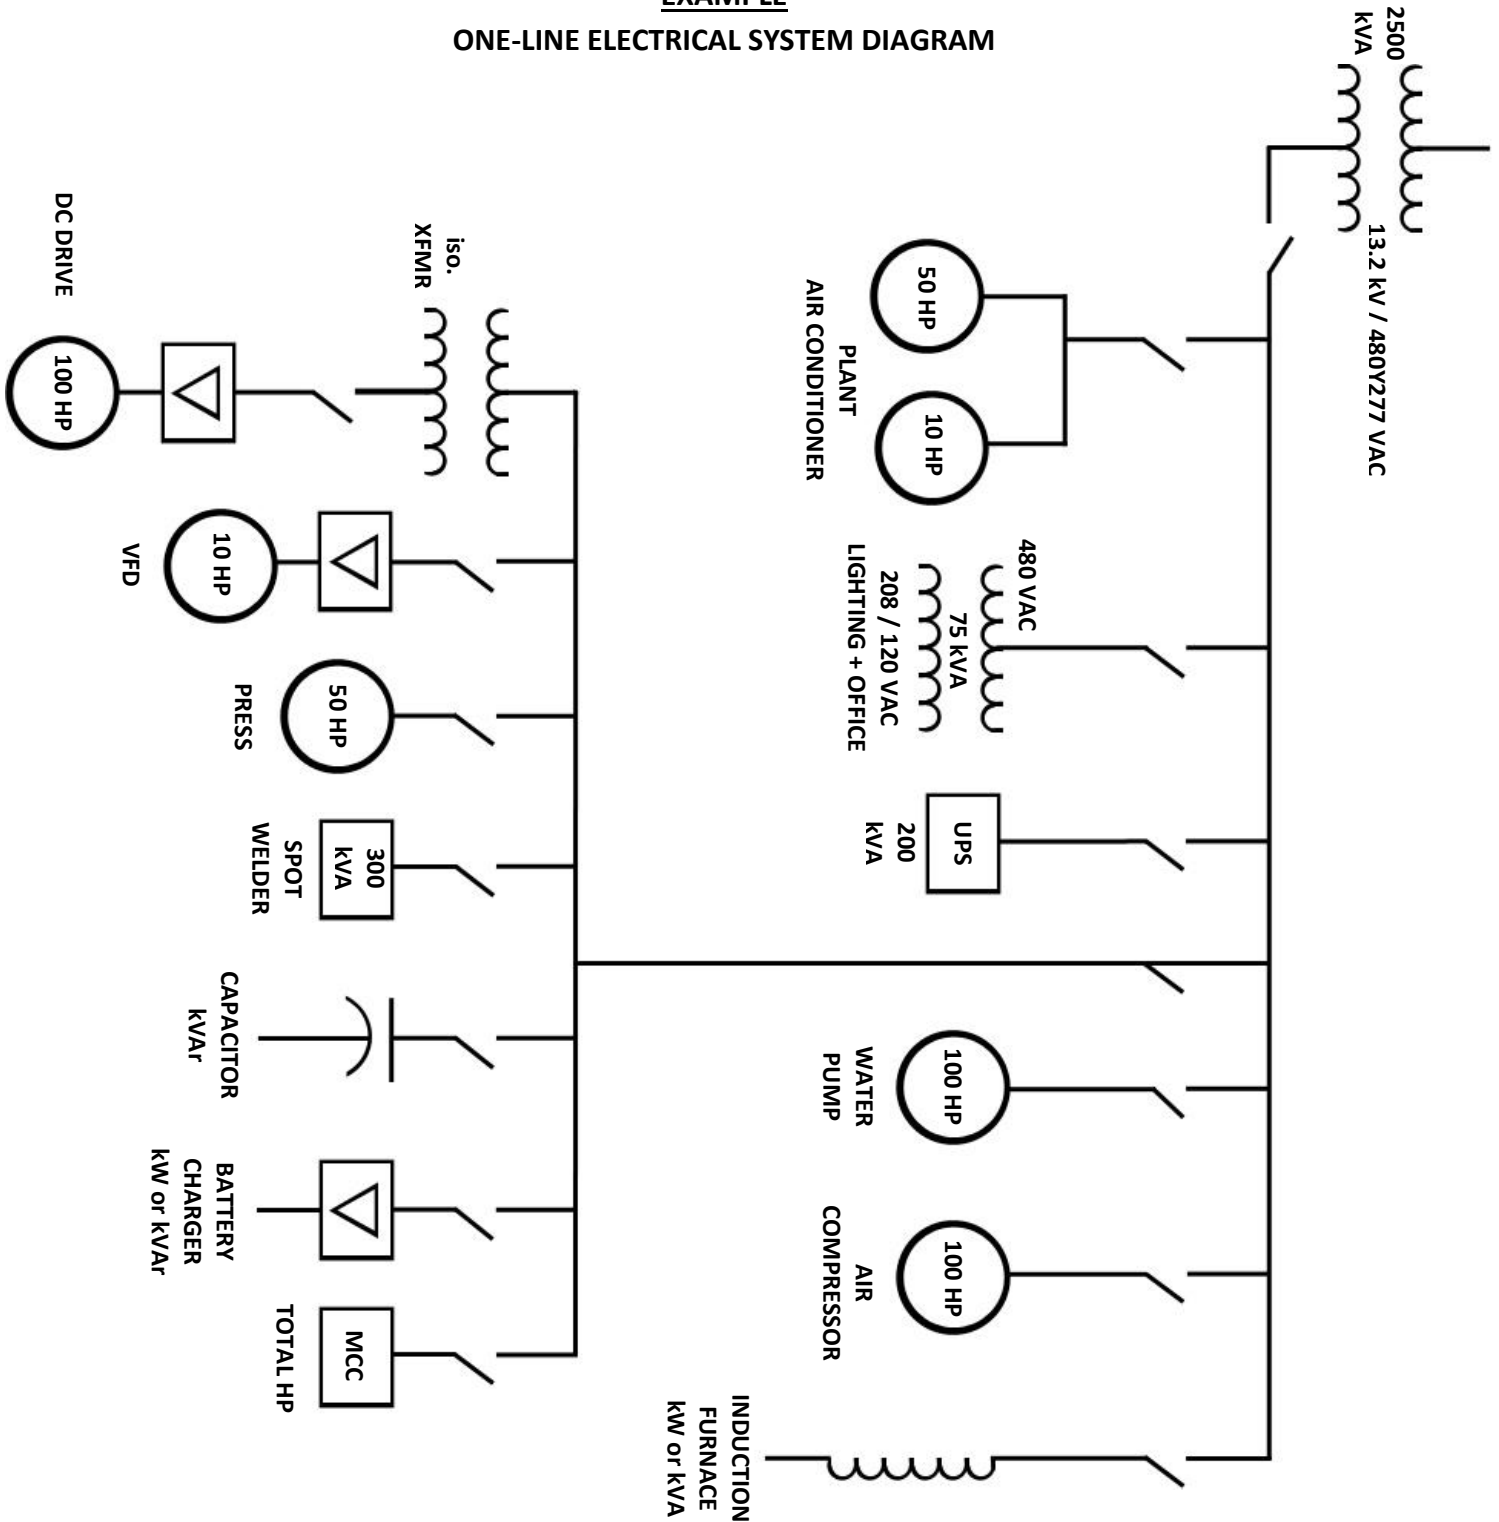 EXAMPLE
ONE-LINE ELECTRICAL SYSTEM DIAGRAM
2500
kVA
13.2 kV / 480Y277 VAC
50 HP
10 HP
PLANT
AIR CONDITIONER
480 VAC
75 kVA
208 / 120 VAC
LIGHTING + OFFICE
UPS
200
kVA
100 HP
WATER
PUMP
100 HP
AIR
COMPRESSOR
INDUCTION
FURNACE
kW or kVA
iso.
XFMR
100 HP
DC DRIVE
10 HP
VFD
50 HP
PRESS
300
kVA
SPOT
WELDER
CAPACITOR
kVAr
BATTERY
CHARGER
kW or kVAr
MCC
TOTAL HP